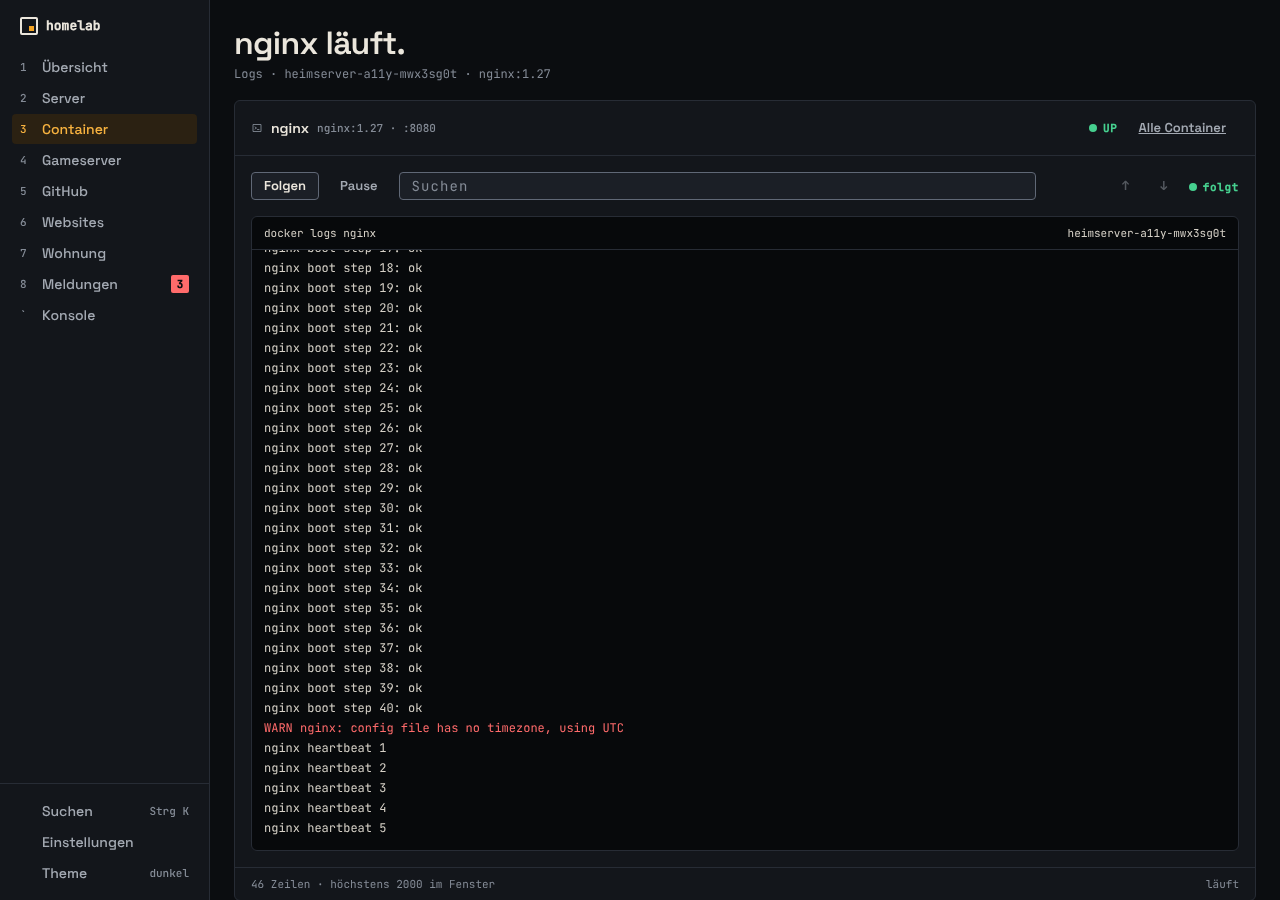 homelab
1 Übersicht
2 Server
3 Container
4 Gameserver
5 GitHub
6 Websites
7 Wohnung
8 Meldungen 3
` Konsole
Suchen Strg K
Einstellungen
Theme dunkel
nginx läuft.
Logs · heimserver-a11y-mwx3sg0t · nginx:1.27
nginx nginx:1.27 · :8080 UP Alle Container
Folgen Pause Suchen ↑ ↓ folgt
docker logs nginx heimserver-a11y-mwx3sg0t
nginx boot step 17: ok
nginx boot step 18: ok
nginx boot step 19: ok
nginx boot step 20: ok
nginx boot step 21: ok
nginx boot step 22: ok
nginx boot step 23: ok
nginx boot step 24: ok
nginx boot step 25: ok
nginx boot step 26: ok
nginx boot step 27: ok
nginx boot step 28: ok
nginx boot step 29: ok
nginx boot step 30: ok
nginx boot step 31: ok
nginx boot step 32: ok
nginx boot step 33: ok
nginx boot step 34: ok
nginx boot step 35: ok
nginx boot step 36: ok
nginx boot step 37: ok
nginx boot step 38: ok
nginx boot step 39: ok
nginx boot step 40: ok
WARN nginx: config file has no timezone, using UTC
nginx heartbeat 1
nginx heartbeat 2
nginx heartbeat 3
nginx heartbeat 4
nginx heartbeat 5
46 Zeilen · höchstens 2000 im Fenster läuft